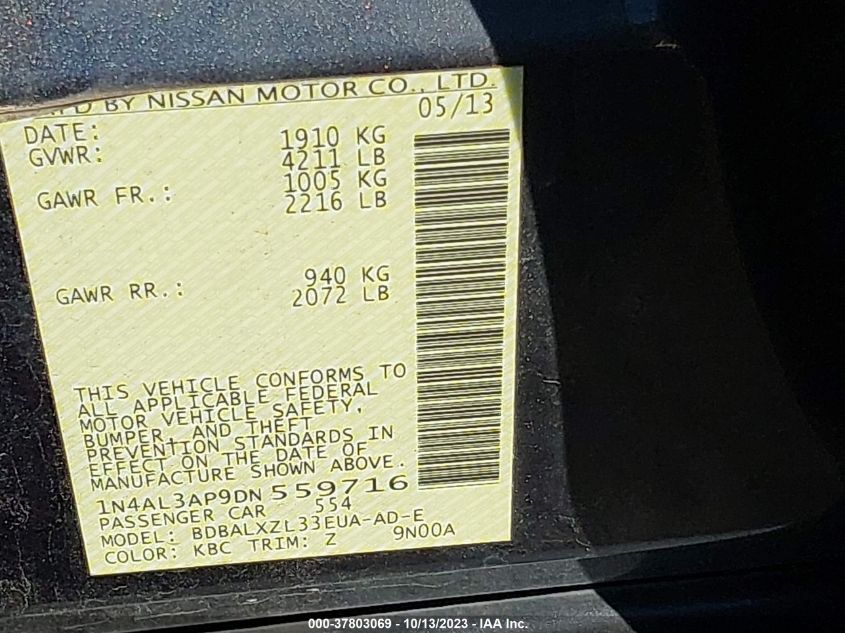 MFD BY NISSAN MOTOR CO., LTD.
DATE: 05/13
GVWR: 1910 KG
4211 LB
GAWR FR.: 1005 KG
2216 LB
GAWR RR.: 940 KG
2072 LB
THIS VEHICLE CONFORMS TO
ALL APPLICABLE FEDERAL
MOTOR VEHICLE SAFETY,
BUMPER, AND THEFT
PREVENTION STANDARDS IN
EFFECT ON THE DATE OF
MANUFACTURE SHOWN ABOVE.
1N4AL3AP9DN559716
PASSENGER CAR 554
MODEL: BDBALXZL33EUA-AD-E
COLOR: KBC TRIM: Z 9N00A
000-37803069 - 10/13/2023 - IAA Inc.